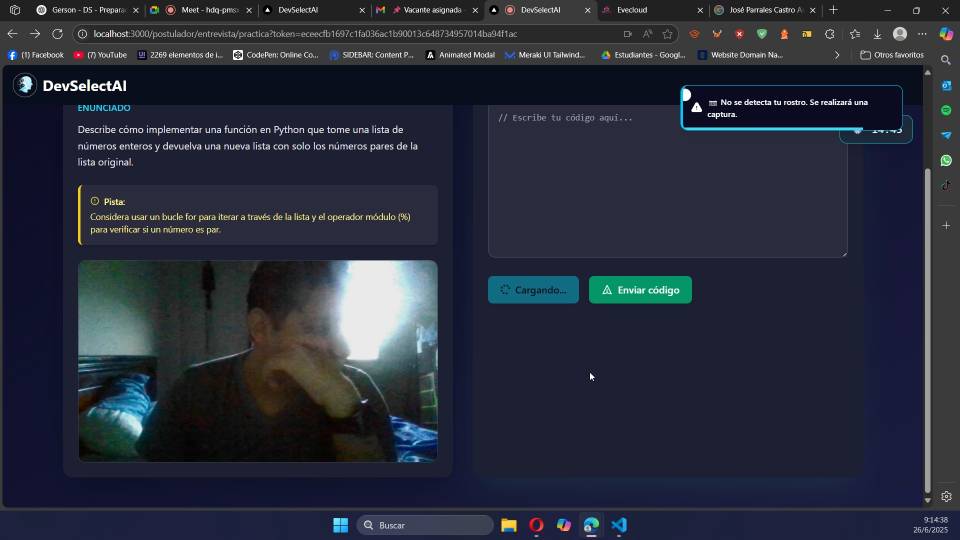 Gerson - DS - Prepara
Meet - hdq-pmsx
DevSelectAI
Vacante asignada -
DevSelectAI
Evecloud
José Parrales Castro A
localhost:3000/postulador/entrevista/practica?token=eceecfb1697c1fa036ac1b90013c648734957014ba94f1ac
(1) Facebook
(7) YouTube
2269 elementos de i...
CodePen: Online Co...
SIDEBAR: Content P...
Animated Modal
Meraki UI Tailwind...
Estudiantes - Googl...
Website Domain Na...
Otros favoritos
DevSelectAI
No se detecta tu rostro. Se realizará una
captura.
ENUNCIADO
Describe cómo implementar una función en Python que tome una lista de
números enteros y devuelva una nueva lista con solo los números pares de la
lista original.
Pista:
Considera usar un bucle for para iterar a través de la lista y el operador módulo (%)
para verificar si un número es par.
// Escribe tu código aquí...
Cargando...
Enviar código
Buscar
9:14:38
26/6/2025